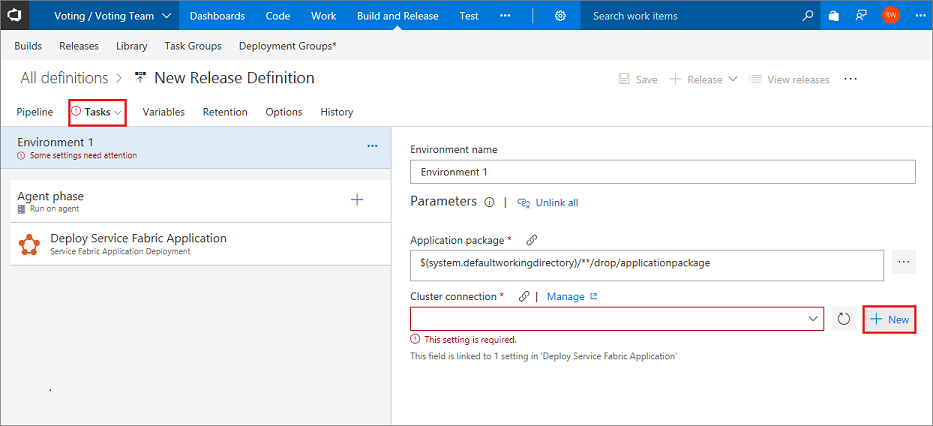 Voting / Voting Team Dashboards Code Work Build and Release Test ··· Search work items RW ···
Builds Releases Library Task Groups Deployment Groups*
All definitions > New Release Definition Save + Release View releases ···
Pipeline Tasks Variables Retention Options History
Environment 1 ···
Some settings need attention
Agent phase +
Run on agent
Deploy Service Fabric Application
Service Fabric Application Deployment
Environment name
Environment 1
Parameters | Unlink all
Application package *
$(system.defaultworkingdirectory)/**/drop/applicationpackage ...
Cluster connection * | Manage
+ New
This setting is required.
This field is linked to 1 setting in 'Deploy Service Fabric Application'